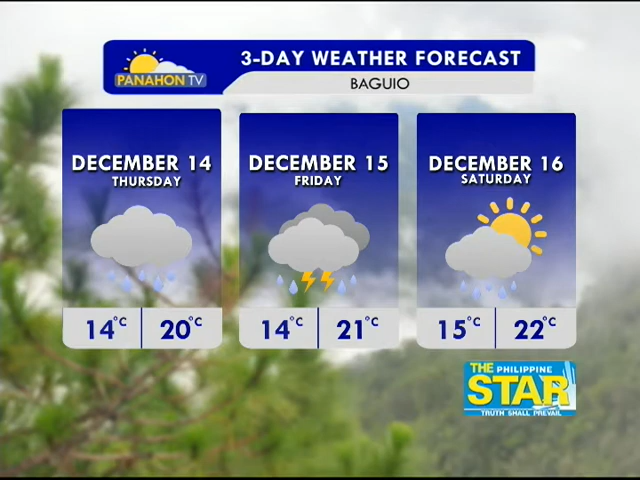 PANAHON TV
3-DAY WEATHER FORECAST
BAGUIO
DECEMBER 14
THURSDAY
14°C 20°C
DECEMBER 15
FRIDAY
14°C 21°C
DECEMBER 16
SATURDAY
15°C 22°C
THE PHILIPPINE
STAR
TRUTH SHALL PREVAIL